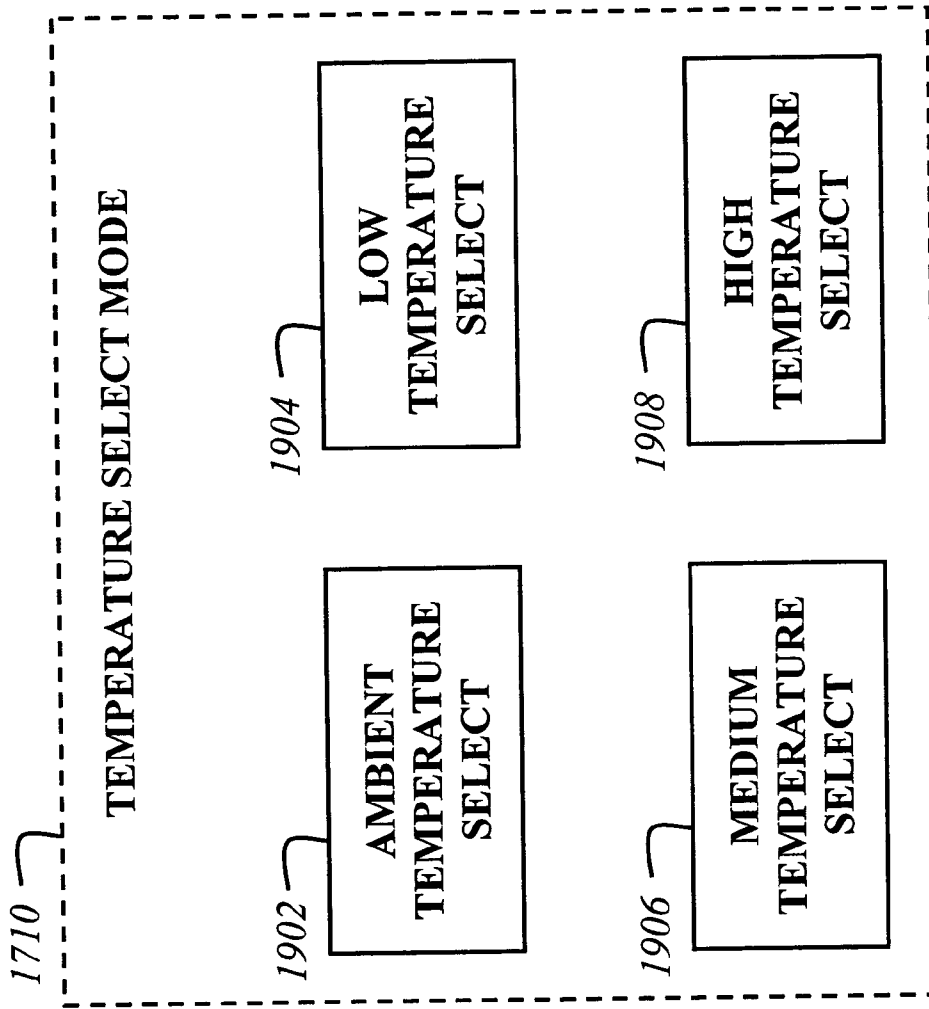 1710
TEMPERATURE SELECT MODE
1902
AMBIENT
TEMPERATURE
SELECT
1904
LOW
TEMPERATURE
SELECT
1906
MEDIUM
TEMPERATURE
SELECT
1908
HIGH
TEMPERATURE
SELECT